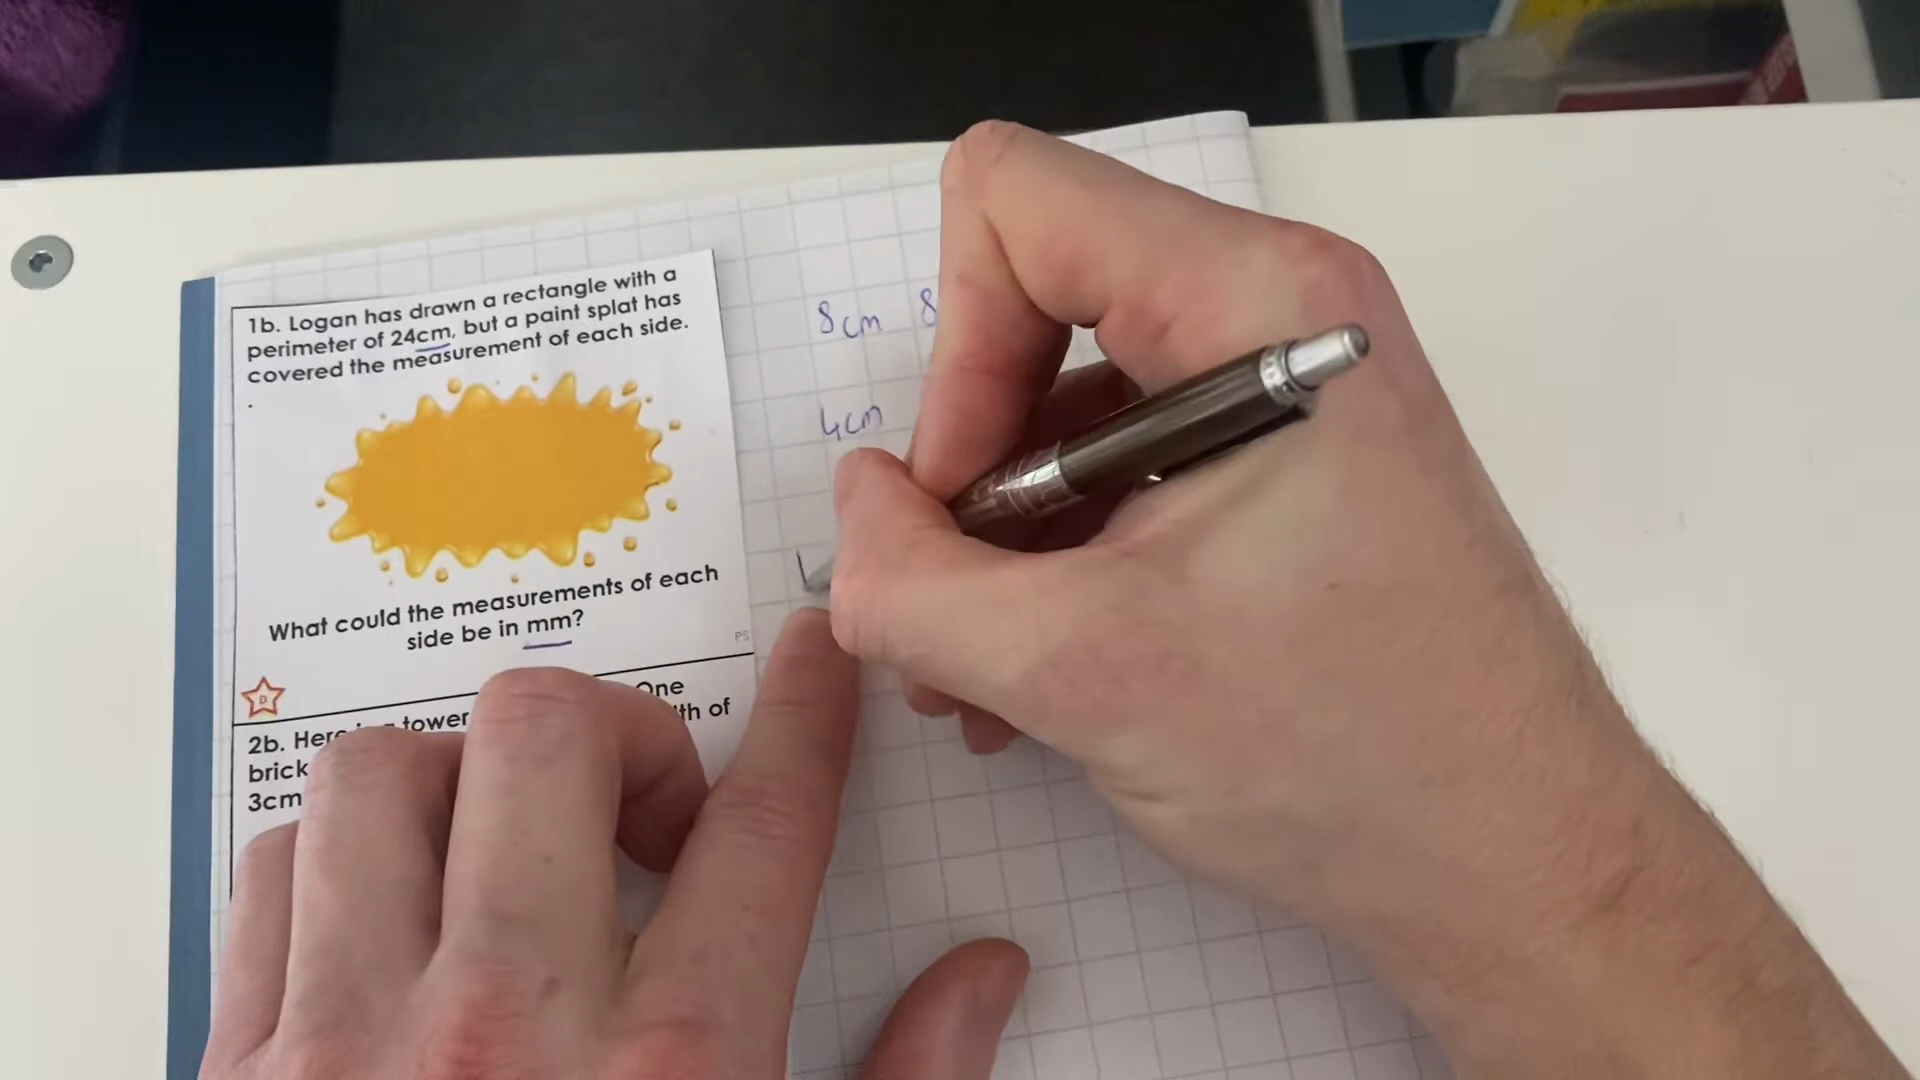 1b. Logan has drawn a rectangle with a
perimeter of 24cm, but a paint splat has
covered the measurement of each side.
.
What could the measurements of each
side be in mm?
PS
D
2b. Here tower One
brick th of
3cm
8cm 8
4cm